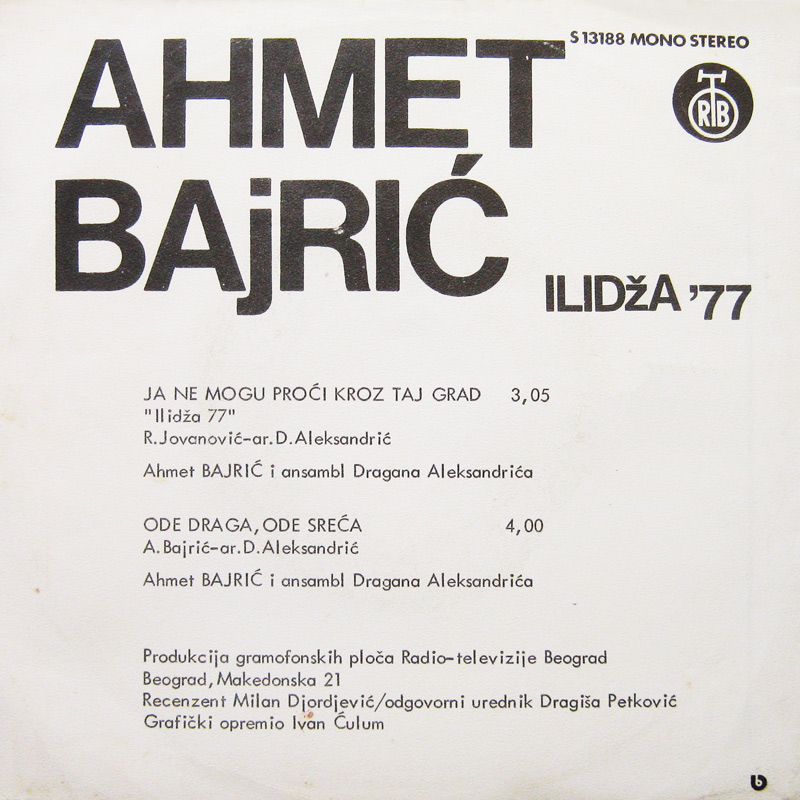 S 13188 MONO STEREO
RTB
AHMET
BAjRIĆ
ILIDžA '77
JA NE MOGU PROĆI KROZ TAJ GRAD 3,05
"Ilidža 77"
R.Jovanović-ar.D.Aleksandrić
Ahmet BAJRIĆ i ansambl Dragana Aleksandrića
ODE DRAGA, ODE SREĆA 4,00
A.Bajrić-ar.D.Aleksandrić
Ahmet BAJRIĆ i ansambl Dragana Aleksandrića
Produkcija gramofonskih ploča Radio-televizije Beograd
Beograd, Makedonska 21
Recenzent Milan Djordjević/odgovorni urednik Dragiša Petković
Grafički opremio Ivan Ćulum
b